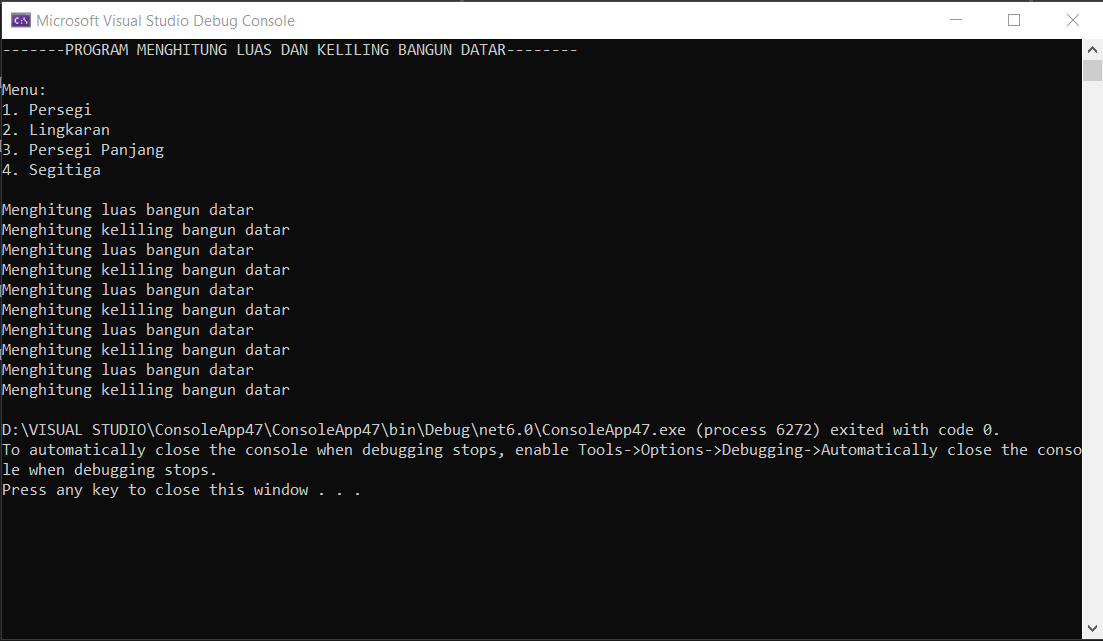 Microsoft Visual Studio Debug Console
-------PROGRAM MENGHITUNG LUAS DAN KELILING BANGUN DATAR--------
Menu:
1. Persegi
2. Lingkaran
3. Persegi Panjang
4. Segitiga
Menghitung luas bangun datar
Menghitung keliling bangun datar
Menghitung luas bangun datar
Menghitung keliling bangun datar
Menghitung luas bangun datar
Menghitung keliling bangun datar
Menghitung luas bangun datar
Menghitung keliling bangun datar
Menghitung luas bangun datar
Menghitung keliling bangun datar
D:\VISUAL STUDIO\ConsoleApp47\ConsoleApp47\bin\Debug\net6.0\ConsoleApp47.exe (process 6272) exited with code 0.
To automatically close the console when debugging stops, enable Tools->Options->Debugging->Automatically close the conso
le when debugging stops.
Press any key to close this window . . .